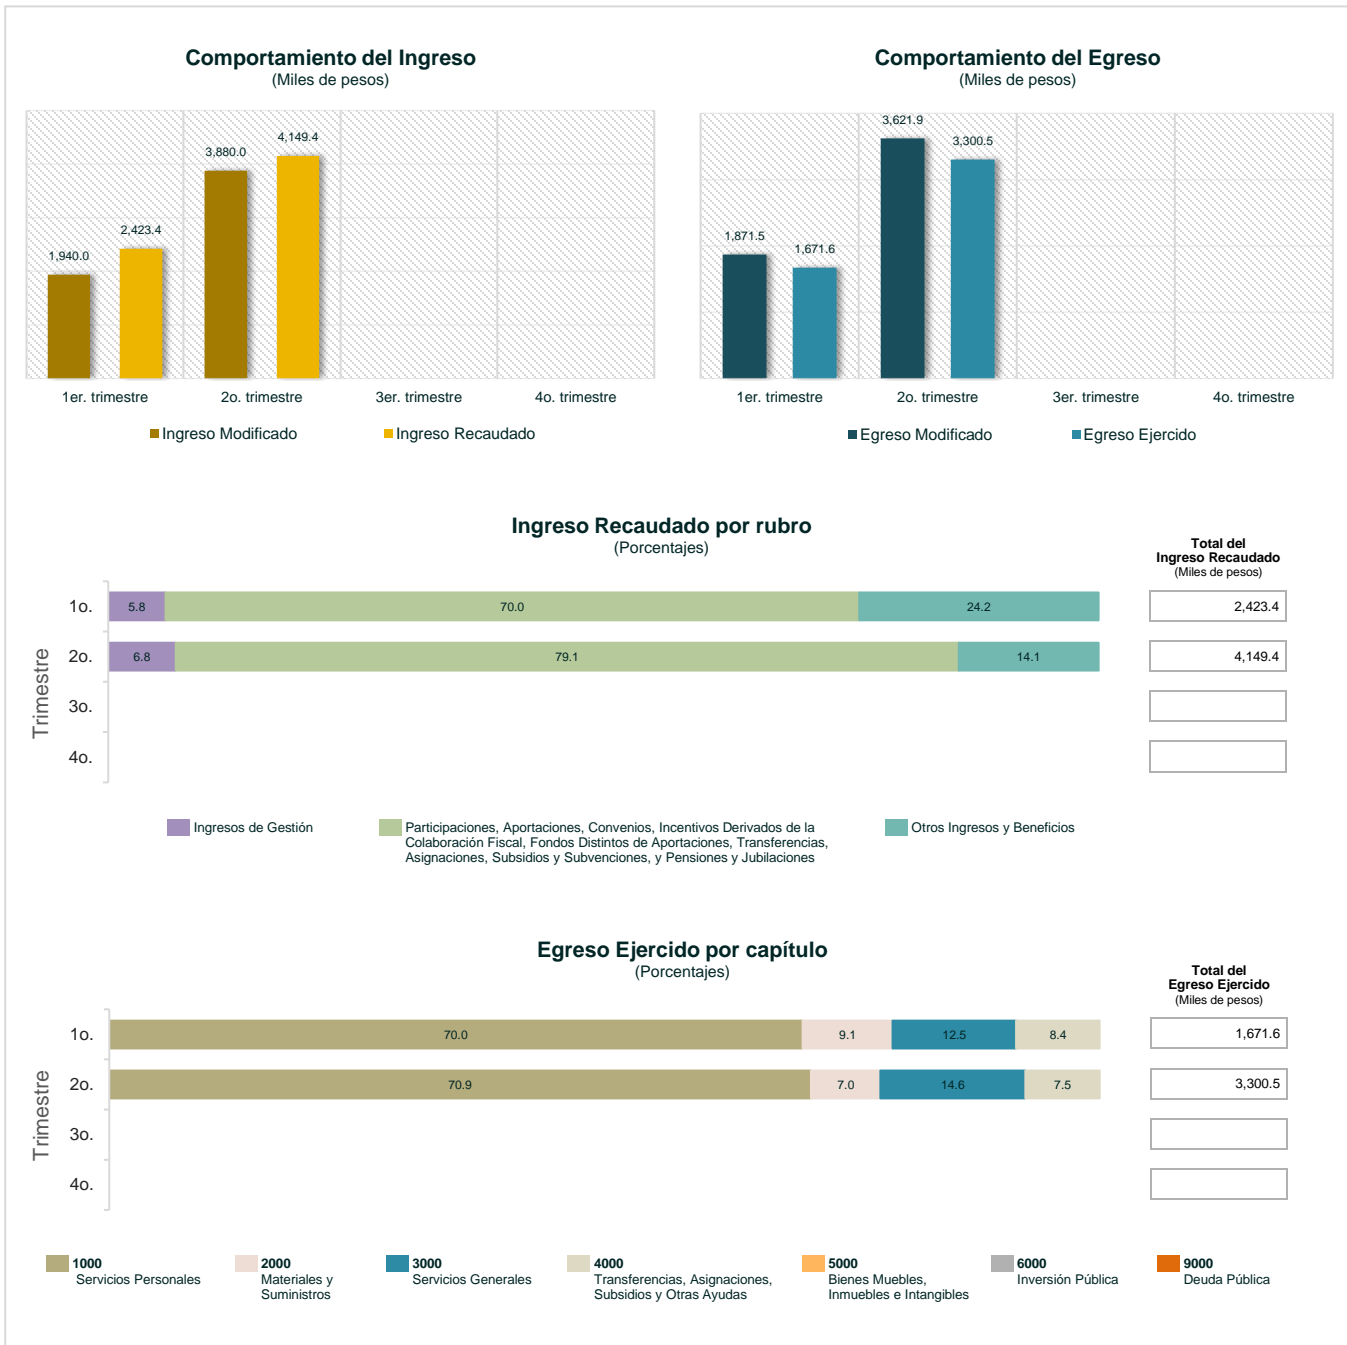 Comportamiento del Ingreso
(Miles de pesos)
1,940.0
2,423.4
3,880.0
4,149.4
1er. trimestre
2o. trimestre
3er. trimestre
4o. trimestre
Ingreso Modificado
Ingreso Recaudado
Comportamiento del Egreso
(Miles de pesos)
1,871.5
1,671.6
3,621.9
3,300.5
1er. trimestre
2o. trimestre
3er. trimestre
4o. trimestre
Egreso Modificado
Egreso Ejercido
Ingreso Recaudado por rubro
(Porcentajes)
Total del
Ingreso Recaudado
(Miles de pesos)
Trimestre
1o.
5.8
70.0
24.2
2,423.4
2o.
6.8
79.1
14.1
4,149.4
3o.
4o.
Ingresos de Gestión
Participaciones, Aportaciones, Convenios, Incentivos Derivados de la
Colaboración Fiscal, Fondos Distintos de Aportaciones, Transferencias,
Asignaciones, Subsidios y Subvenciones, y Pensiones y Jubilaciones
Otros Ingresos y Beneficios
Egreso Ejercido por capítulo
(Porcentajes)
Total del
Egreso Ejercido
(Miles de pesos)
Trimestre
1o.
70.0
9.1
12.5
8.4
1,671.6
2o.
70.9
7.0
14.6
7.5
3,300.5
3o.
4o.
1000
Servicios Personales
2000
Materiales y
Suministros
3000
Servicios Generales
4000
Transferencias, Asignaciones,
Subsidios y Otras Ayudas
5000
Bienes Muebles,
Inmuebles e Intangibles
6000
Inversión Pública
9000
Deuda Pública